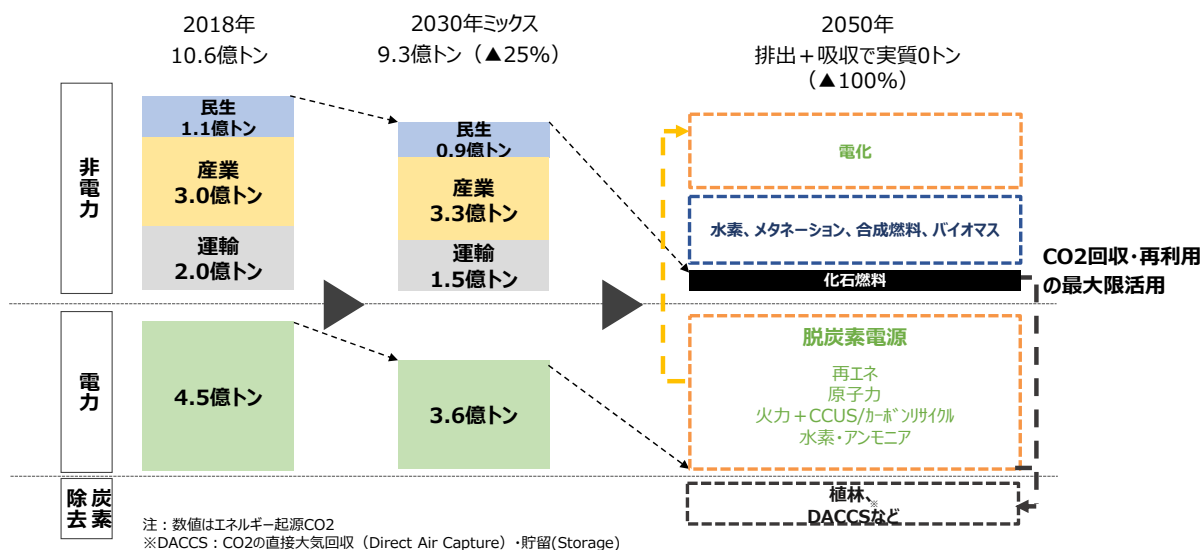 2018年
10.6億トン
2030年ミックス
9.3億トン（▲25%）
2050年
排出＋吸収で実質0トン
（▲100%）
非電力
民生
1.1億トン
産業
3.0億トン
運輸
2.0億トン
民生
0.9億トン
産業
3.3億トン
運輸
1.5億トン
電化
水素、メタネーション、合成燃料、バイオマス
化石燃料
CO2回収・再利用
の最大限活用
電力
4.5億トン
3.6億トン
脱炭素電源
再エネ
原子力
火力＋CCUS/ｶｰﾎﾞﾝﾘｻｲｸﾙ
水素・アンモニア
炭素除去
植林、
DACCSなど
※
注：数値はエネルギー起源CO2
※DACCS：CO2の直接大気回収（Direct Air Capture）・貯留(Storage)